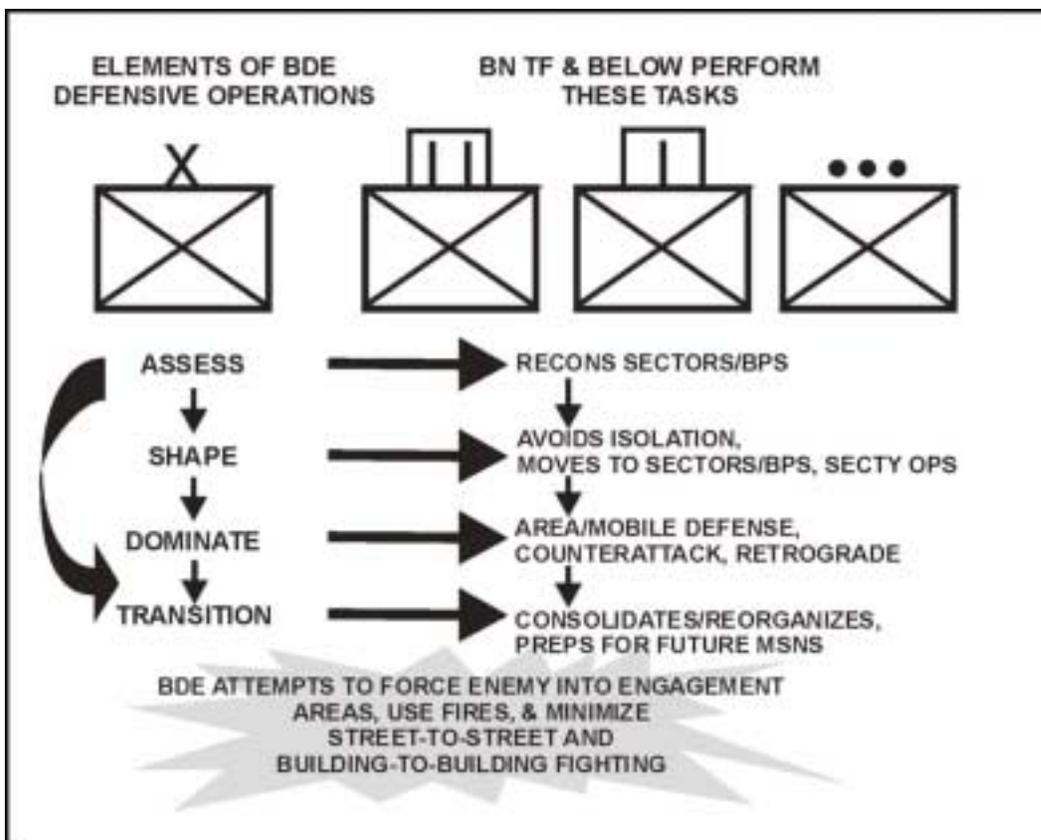 ELEMENTS OF BDE
DEFENSIVE OPERATIONS
BN TF & BELOW PERFORM
THESE TASKS
X
ASSESS
RECONS SECTORS/BPS
SHAPE
AVOIDS ISOLATION,
MOVES TO SECTORS/BPS, SECTY OPS
DOMINATE
AREA/MOBILE DEFENSE,
COUNTERATTACK, RETROGRADE
TRANSITION
CONSOLIDATES/REORGANIZES,
PREPS FOR FUTURE MSNS
BDE ATTEMPTS TO FORCE ENEMY INTO ENGAGEMENT
AREAS, USE FIRES, & MINIMIZE
STREET-TO-STREET AND
BUILDING-TO-BUILDING FIGHTING